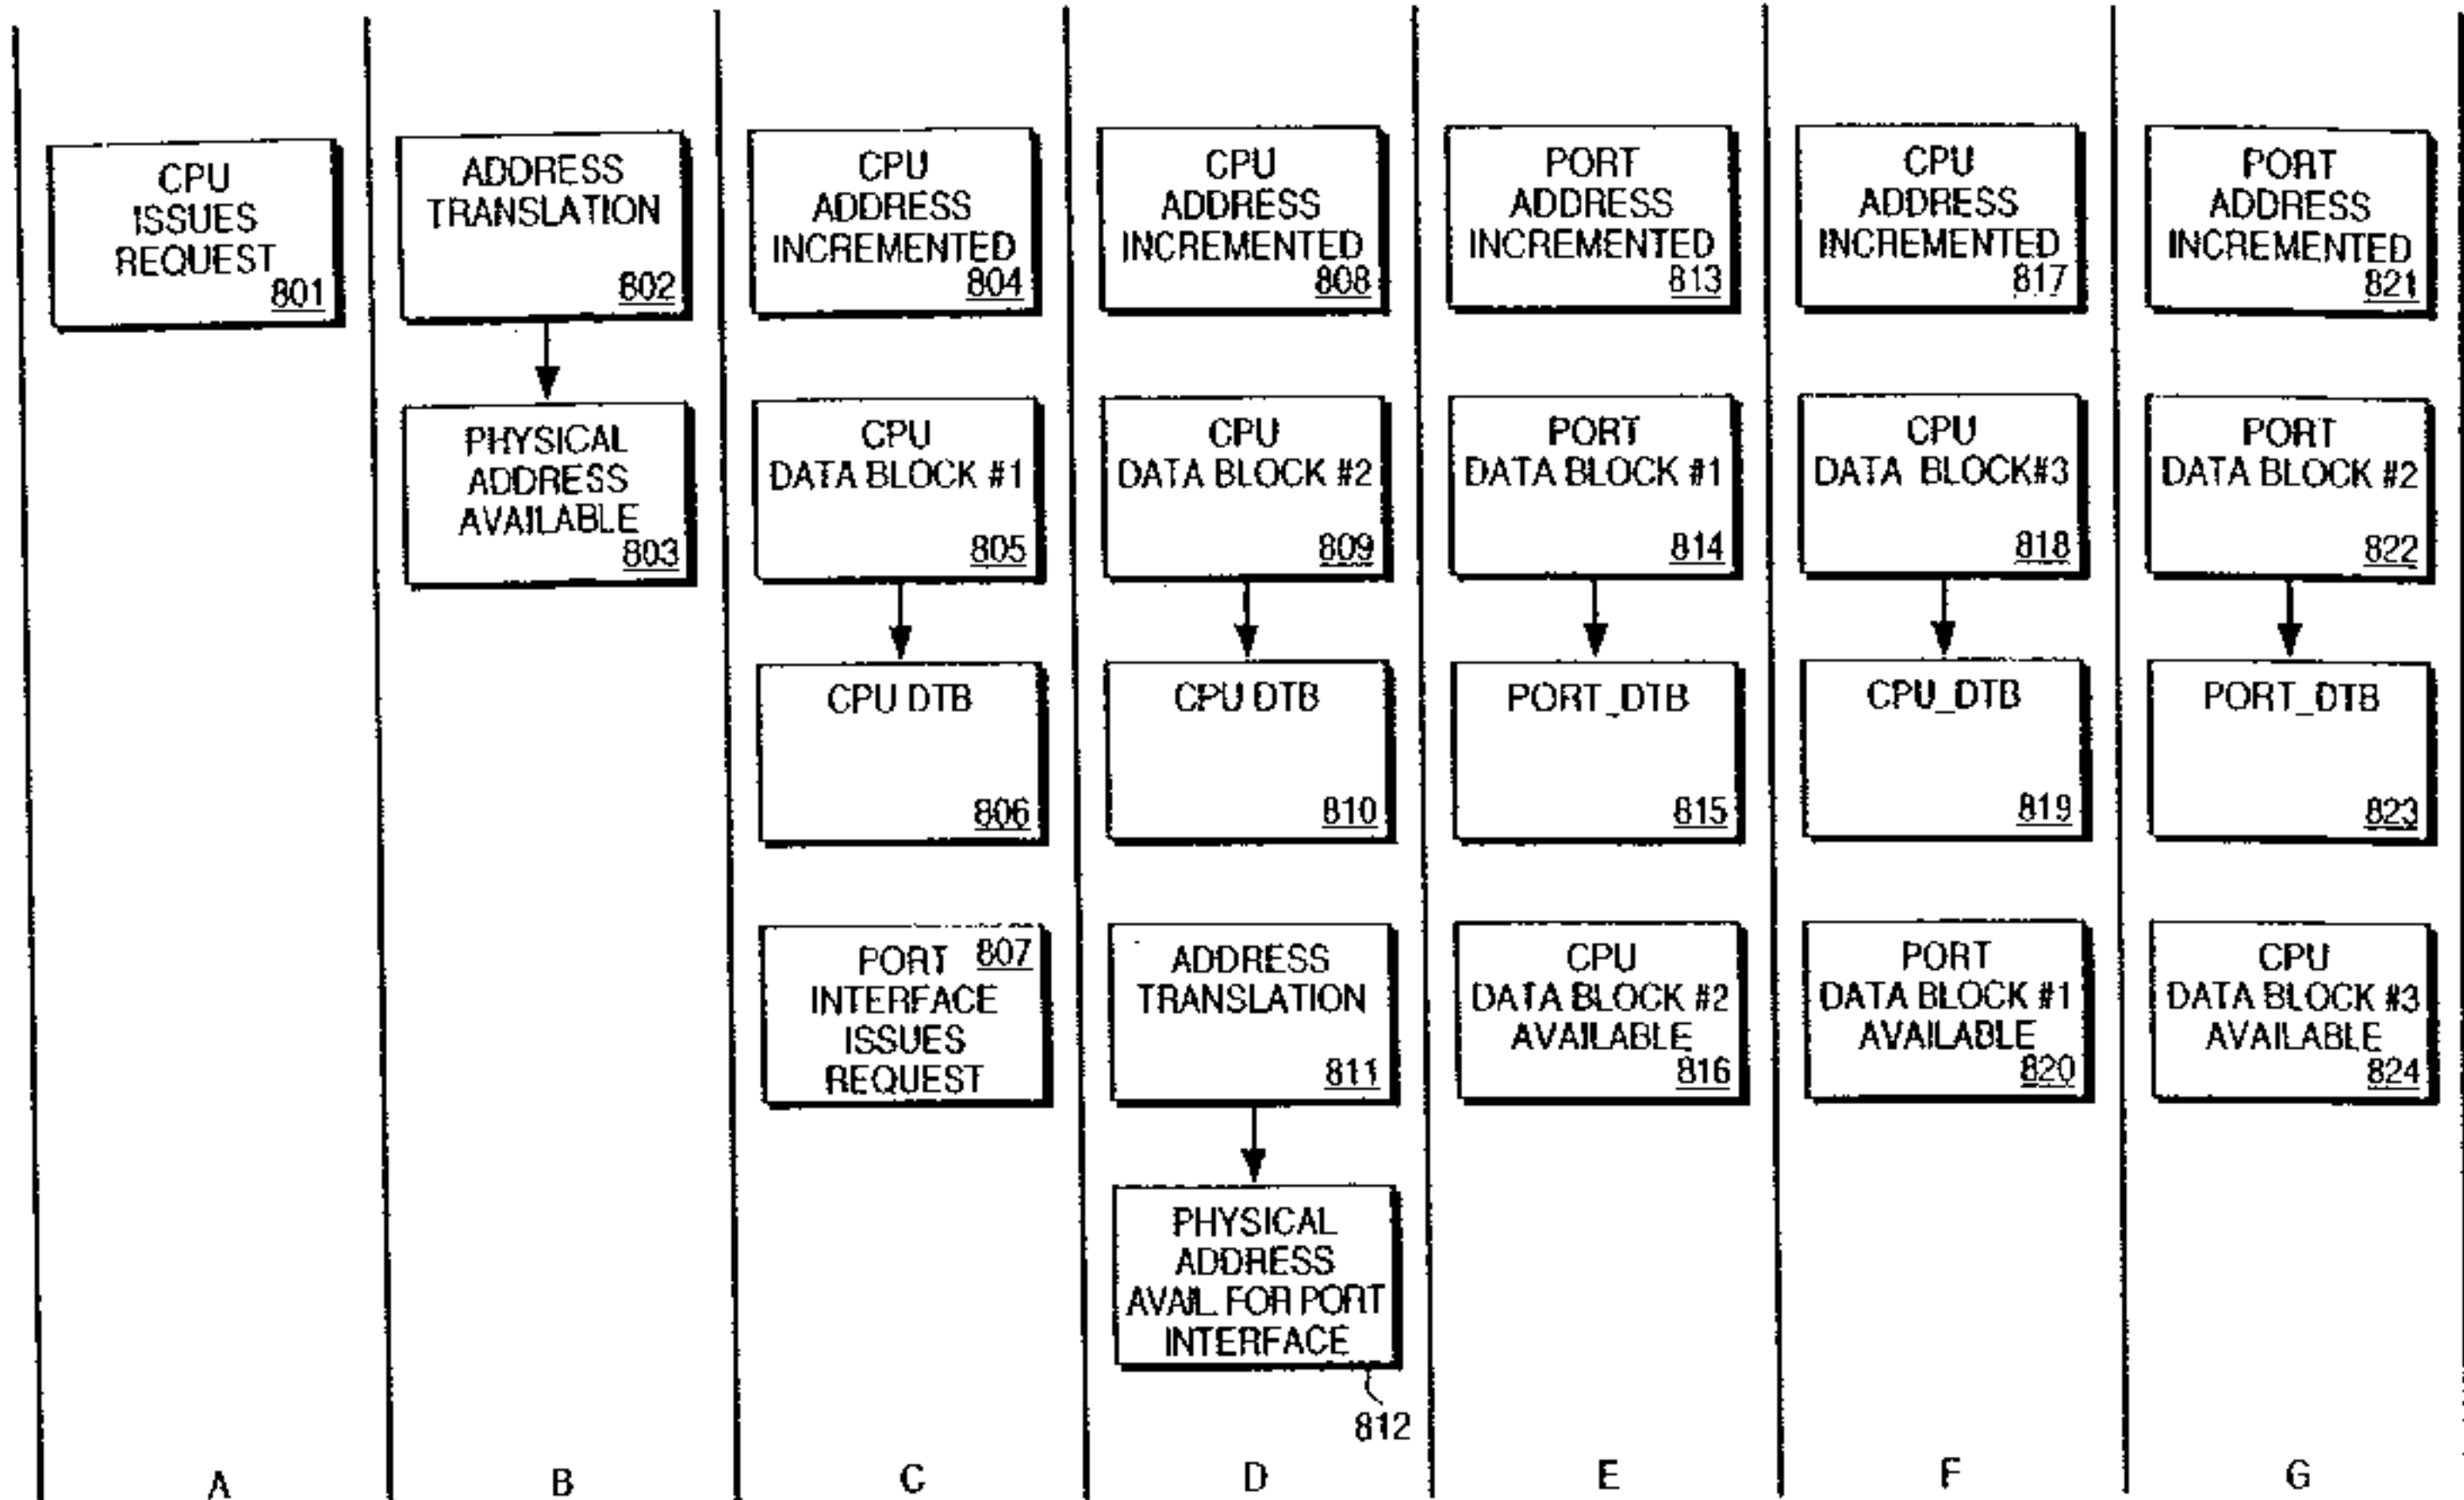 CPU
ISSUES
REQUEST
801
ADDRESS
TRANSLATION
802
PHYSICAL
ADDRESS
AVAILABLE
803
CPU
ADDRESS
INCREMENTED
804
CPU
DATA BLOCK #1
805
CPU DTB
806
PORT 807
INTERFACE
ISSUES
REQUEST
CPU
ADDRESS
INCREMENTED
808
CPU
DATA BLOCK #2
809
CPU DTB
810
ADDRESS
TRANSLATION
811
PHYSICAL
ADDRESS
AVAIL. FOR PORT
INTERFACE
812
PORT
ADDRESS
INCREMENTED
813
PORT
DATA BLOCK #1
814
PORT_DTB
815
CPU
DATA BLOCK #2
AVAILABLE
816
CPU
ADDRESS
INCREMENTED
817
CPU
DATA BLOCK#3
818
CPU_DTB
819
PORT
DATA BLOCK #1
AVAILABLE
820
PORT
ADDRESS
INCREMENTED
821
PORT
DATA BLOCK #2
822
PORT_DTB
823
CPU
DATA BLOCK #3
AVAILABLE
824
A B C D E F G